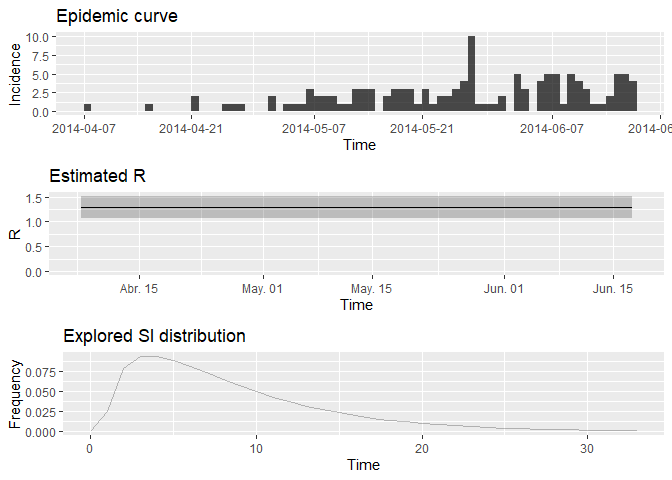 Epidemic curve
Incidence
10.0
7.5
5.0
2.5
0.0
2014-04-07 2014-04-21 2014-05-07 2014-05-21 2014-06-07 2014-06
Time
Estimated R
R
1.5
1.0
0.5
0.0
Abr. 15 May. 01 May. 15 Jun. 01 Jun. 15
Time
Explored SI distribution
Frequency
0.075
0.050
0.025
0.000
0 10 20 30
Time